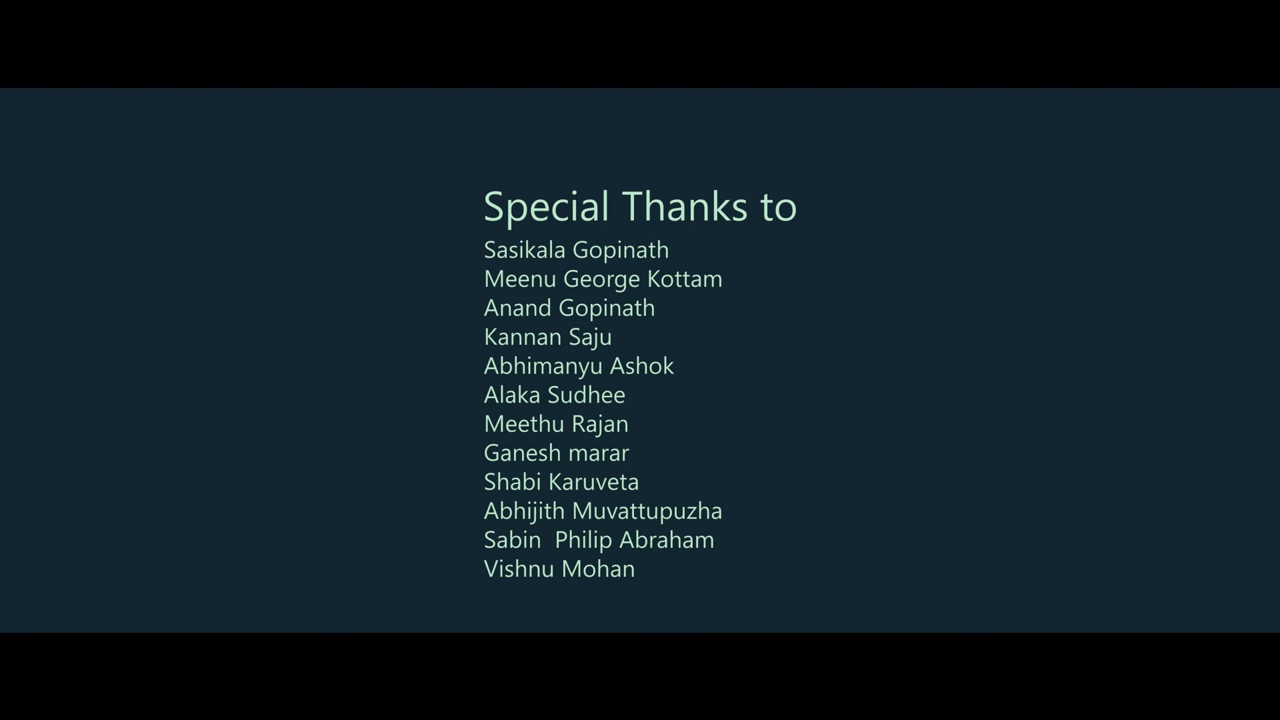 Special Thanks to
Sasikala Gopinath
Meenu George Kottam
Anand Gopinath
Kannan Saju
Abhimanyu Ashok
Alaka Sudhee
Meethu Rajan
Ganesh marar
Shabi Karuveta
Abhijith Muvattupuzha
Sabin  Philip Abraham
Vishnu Mohan